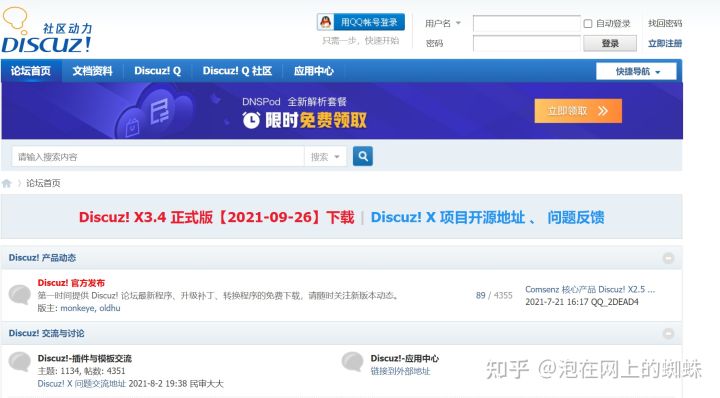 社区动力
DISCUZ!
用QQ帐号登录
只需一步，快速开始
用户名
自动登录
找回密码
密码
登录
立即注册
论坛首页 文档资料 Discuz! Q Discuz! Q 社区 应用中心 快捷导航
DNSPod 全新解析套餐
限时免费领取
立即领取
请输入搜索内容 搜索
论坛首页
Discuz! X3.4 正式版【2021-09-26】下载 | Discuz! X 项目开源地址 、 问题反馈
Discuz! 产品动态
Discuz! 官方发布
第一时间提供 Discuz! 论坛最新程序、升级补丁、转换程序的免费下载，请随时关注新版本动态。
版主: monkeye, oldhu
89 / 4355
Comsenz 核心产品 Discuz! X2.5 ...
2021-7-21 16:17 QQ_2DEAD4
Discuz! 交流与讨论
Discuz!-插件与模板交流
主题: 1134, 帖数: 4351
Discuz! X 问题交流地址 2021-8-2 19:38 民审大大
Discuz!-应用中心
链接到外部地址
知乎 @泡在网上的蜘蛛